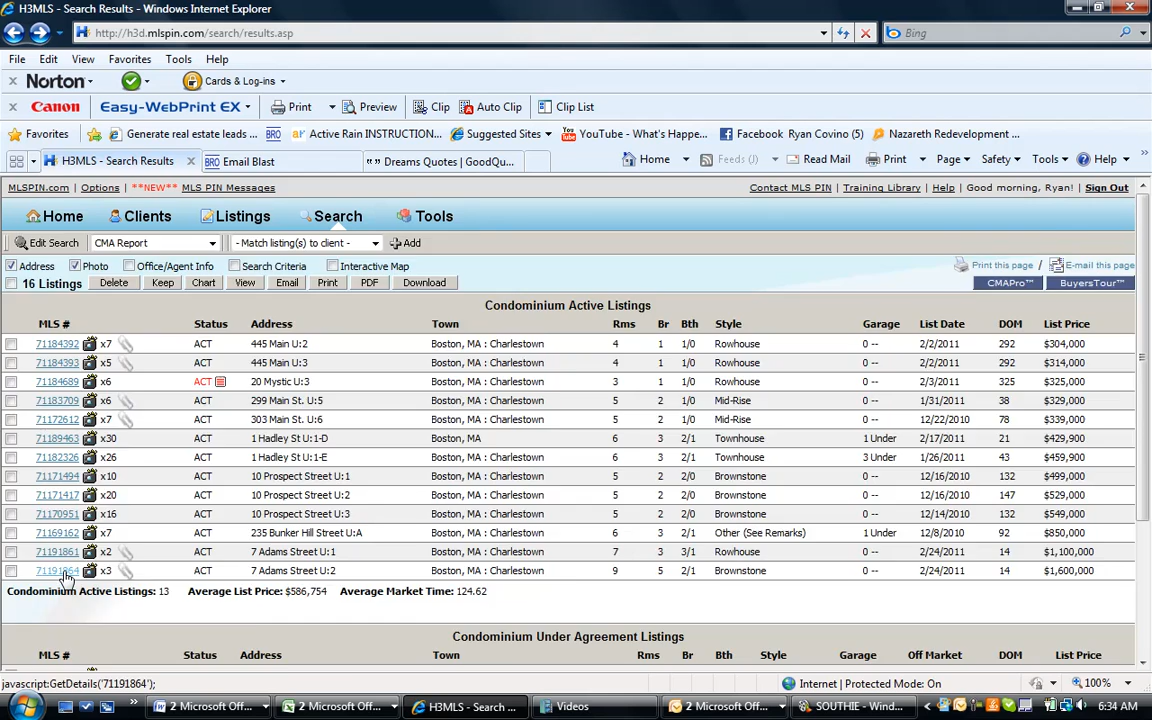 H3MLS - Search Results - Windows Internet Explorer
http://h3d.mlspin.com/search/results.asp
Bing
File Edit View Favorites Tools Help
Norton Cards & Log-ins
Canon Easy-WebPrint EX Print Preview Clip Auto Clip Clip List
Favorites Generate real estate leads ... BRO Active Rain INSTRUCTION... Suggested Sites YouTube - What's Happe... Facebook Ryan Covino (5) Nazareth Redevelopment ...
H3MLS - Search Results BRO Email Blast Dreams Quotes | GoodQu... Home Feeds (J) Read Mail Print Page Safety Tools Help
MLSPIN.com | Options | **NEW** MLS PIN Messages Contact MLS PIN | Training Library | Help | Good morning, Ryan! Sign Out
Home Clients Listings Search Tools
Edit Search CMA Report - Match listing(s) to client - Add
Address Photo Office/Agent Info Search Criteria Interactive Map Print this page / E-mail this page
16 Listings Delete Keep Chart View Email Print PDF Download CMAPro™ BuyersTour™
Condominium Active Listings
MLS # Status Address Town Rms Br Bth Style Garage List Date DOM List Price
71184392 x7 ACT 445 Main U:2 Boston, MA : Charlestown 4 1 1/0 Rowhouse 0 -- 2/2/2011 292 $304,000
71184393 x5 ACT 445 Main U:3 Boston, MA : Charlestown 4 1 1/0 Rowhouse 0 -- 2/2/2011 292 $314,000
71184689 x6 ACT 20 Mystic U:3 Boston, MA : Charlestown 3 1 1/0 Rowhouse 0 -- 2/3/2011 325 $325,000
71183709 x6 ACT 299 Main St. U:5 Boston, MA : Charlestown 5 2 1/0 Mid-Rise 0 -- 1/31/2011 38 $329,000
71172612 x7 ACT 303 Main St. U:6 Boston, MA : Charlestown 5 2 1/0 Mid-Rise 0 -- 12/22/2010 78 $339,000
71189463 x30 ACT 1 Hadley St U:1-D Boston, MA 6 3 2/1 Townhouse 1 Under 2/17/2011 21 $429,900
71182326 x26 ACT 1 Hadley St U:1-E Boston, MA : Charlestown 6 3 2/1 Townhouse 3 Under 1/26/2011 43 $459,900
71171494 x10 ACT 10 Prospect Street U:1 Boston, MA : Charlestown 5 2 2/0 Brownstone 0 -- 12/16/2010 132 $499,000
71171417 x20 ACT 10 Prospect Street U:2 Boston, MA : Charlestown 5 2 2/0 Brownstone 0 -- 12/16/2010 147 $529,000
71170951 x16 ACT 10 Prospect Street U:3 Boston, MA : Charlestown 5 2 2/0 Brownstone 0 -- 12/14/2010 132 $549,000
71169162 x7 ACT 235 Bunker Hill Street U:A Boston, MA : Charlestown 6 3 2/1 Other (See Remarks) 1 Under 12/8/2010 92 $850,000
71191861 x2 ACT 7 Adams Street U:1 Boston, MA : Charlestown 7 3 3/1 Rowhouse 0 -- 2/24/2011 14 $1,100,000
71191864 x3 ACT 7 Adams Street U:2 Boston, MA : Charlestown 9 5 2/1 Brownstone 0 -- 2/24/2011 14 $1,600,000
Condominium Active Listings: 13 Average List Price: $586,754 Average Market Time: 124.62
Condominium Under Agreement Listings
MLS # Status Address Town Rms Br Bth Style Garage Off Market DOM List Price
javascript:GetDetails('71191864'); Internet | Protected Mode: On 100%
2 Microsoft Off... 2 Microsoft Off... H3MLS - Search ... Videos 2 Microsoft Off... SOUTHIE - Wind... 6:34 AM